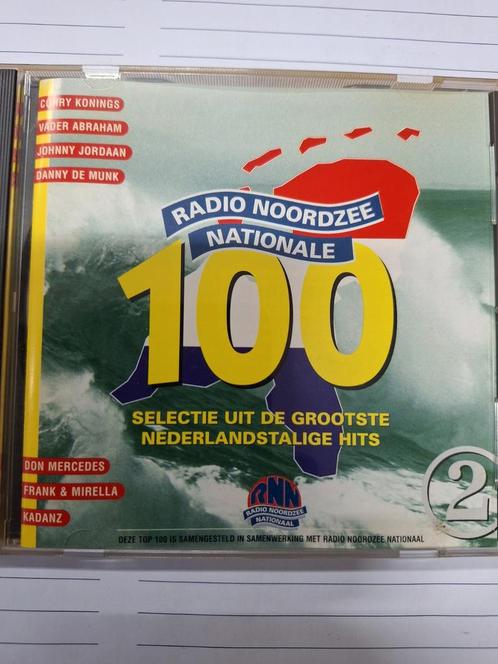 CORRY KONINGS
VADER ABRAHAM
JOHNNY JORDAAN
DANNY DE MUNK
RADIO NOORDZEE
NATIONALE
100
SELECTIE UIT DE GROOTSTE
NEDERLANDSTALIGE HITS
DON MERCEDES
FRANK & MIRELLA
KADANZ
RNN
RADIO NOORDZEE
NATIONAAL
2
DEZE TOP 100 IS SAMENGESTELD IN SAMENWERKING MET RADIO NOORDZEE NATIONAAL